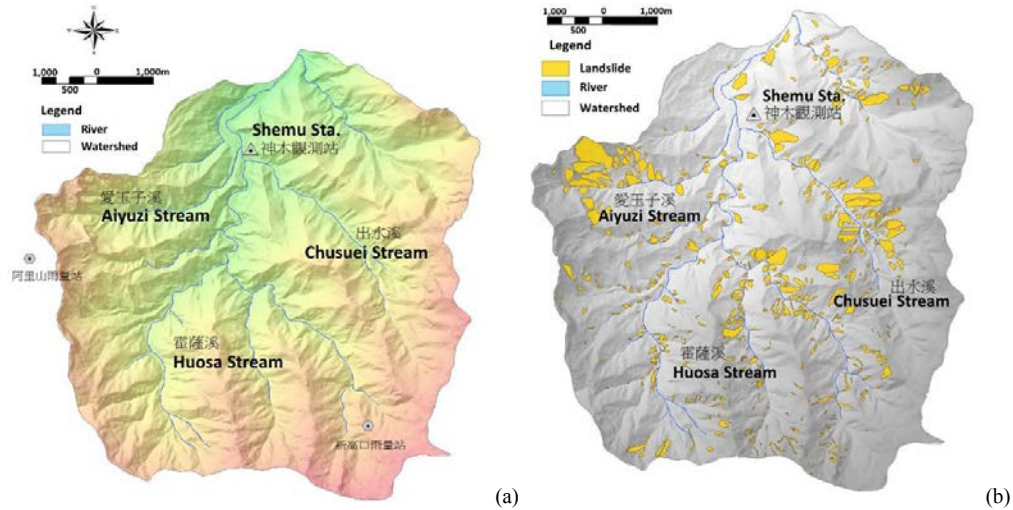 1,000 0 1,000m
500
Legend
River
Watershed
Shemu Sta.
神木觀測站
愛玉子溪
Aiyuzi Stream
出水溪
Chusuei Stream
阿里山雨量站
霍薩溪
Huosa Stream
新高口雨量站
(a)
1,000 0 1,000m
500
Legend
Landslide
River
Watershed
Shemu Sta.
神木觀測站
愛玉子溪
Aiyuzi Stream
出水溪
Chusuei Stream
霍薩溪
Huosa Stream
(b)